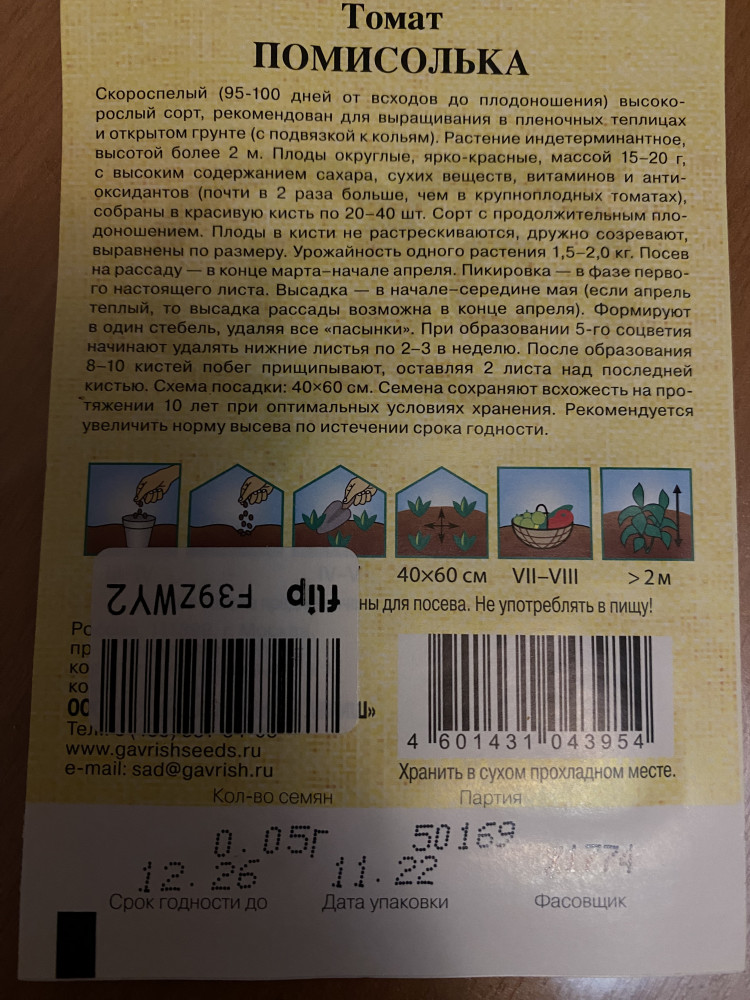 Томат
ПОМИСОЛЬКА
Скороспелый (95-100 дней от всходов до плодоношения) высоко-
рослый сорт, рекомендован для выращивания в пленочных теплицах
и открытом грунте (с подвязкой к кольям). Растение индетерминантное,
высотой более 2 м. Плоды округлые, ярко-красные, массой 15–20 г,
с высоким содержанием сахара, сухих веществ, витаминов и анти-
оксидантов (почти в 2 раза больше, чем в крупноплодных томатах),
собраны в красивую кисть по 20–40 шт. Сорт с продолжительным пло-
доношением. Плоды в кисти не растрескиваются, дружно созревают,
выравнены по размеру. Урожайность одного растения 1,5–2,0 кг. Посев
на рассаду — в конце марта–начале апреля. Пикировка — в фазе перво-
го настоящего листа. Высадка — в начале–середине мая (если апрель
теплый, то высадка рассады возможна в конце апреля). Формируют
в один стебель, удаляя все «пасынки». При образовании 5-го соцветия
начинают удалять нижние листья по 2–3 в неделю. После образования
8–10 кистей побег прищипывают, оставляя 2 листа над последней
кистью. Схема посадки: 40×60 см. Семена сохраняют всхожесть на про-
тяжении 10 лет при оптимальных условиях хранения. Рекомендуется
увеличить норму высева по истечении срока годности.
40×60 см VII–VIII >2 м
flip F39ZWY2
для посева. Не употреблять в пищу!
www.gavrishseeds.ru
e-mail: sad@gavrish.ru
4 601431 043954
Хранить в сухом прохладном месте.
Кол-во семян Партия
0.05г 50169
12.26 11.22
Срок годности до Дата упаковки Фасовщик